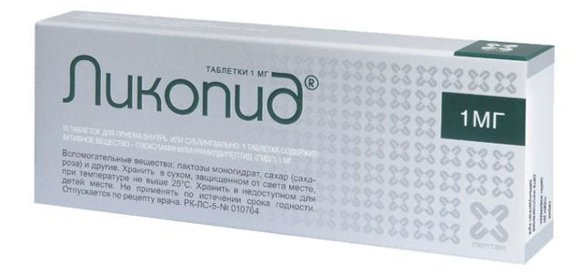 ТАБЛЕТКИ 1 МГ
Ликопид®
1МГ
10 ТАБЛЕТОК ДЛЯ ПРИЕМА ВНУТРЬ ИЛИ СУБЛИНГВАЛЬНО. 1 ТАБЛЕТКА СОДЕРЖИТ:
АКТИВНОЕ ВЕЩЕСТВО - (ГМДП) 1 МГ
Вспомогательные вещества: лактозы моногидрат, сахар (саха-
роза) и другие. Хранить в сухом, защищенном от света месте,
при температуре не выше 25°С. Хранить в недоступном для
детей месте. Не применять по истечении срока годности.
Отпускается по рецепту врача. РК-ЛС-5-№ 010764
ПЕПТЕК